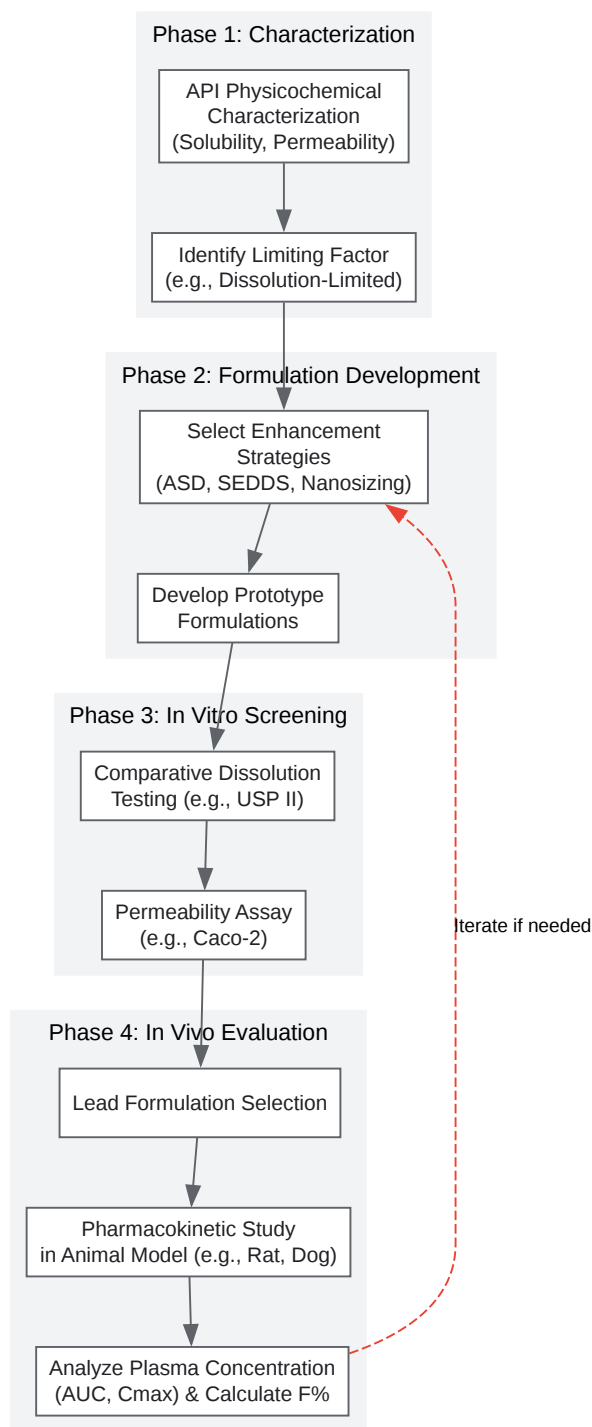 Phase 1: Characterization
API Physicochemical
Characterization
(Solubility, Permeability)
Identify Limiting Factor
(e.g., Dissolution-Limited)
Phase 2: Formulation Development
Select Enhancement
Strategies
(ASD, SEDDS, Nanosizing)
Develop Prototype
Formulations
Phase 3: In Vitro Screening
Comparative Dissolution
Testing (e.g., USP II)
Permeability Assay
(e.g., Caco-2)
Iterate if needed
Phase 4: In Vivo Evaluation
Lead Formulation Selection
Pharmacokinetic Study
in Animal Model (e.g., Rat, Dog)
Analyze Plasma Concentration
(AUC, Cmax) & Calculate F%